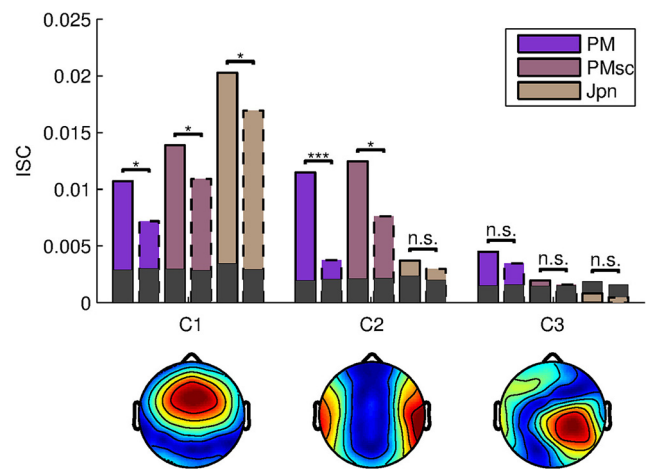 0.025
0.02
0.015
0.01
0.005
0
ISC
PM
PMsc
Jpn
*
*
*
***
*
n.s.
n.s.
n.s.
n.s.
C1
C2
C3